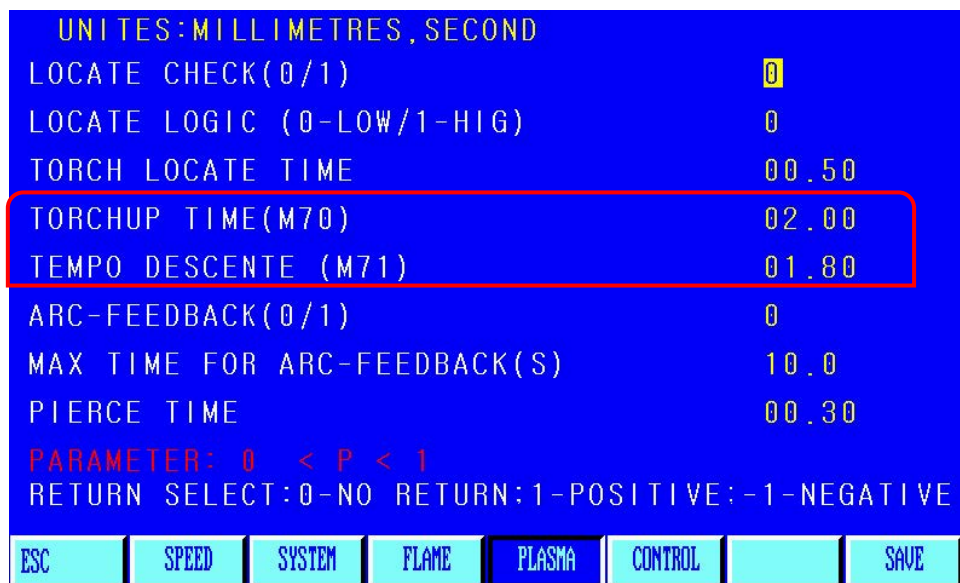 UNITES:MILLIMETRES,SECOND
LOCATE CHECK(0/1) 0
LOCATE LOGIC (0-LOW/1-HIG) 0
TORCH LOCATE TIME 00.50
TORCHUP TIME(M70) 02.00
TEMPO DESCENTE (M71) 01.80
ARC-FEEDBACK(0/1) 0
MAX TIME FOR ARC-FEEDBACK(S) 10.0
PIERCE TIME 00.30
PARAMETER: 0 < P < 1
RETURN SELECT:0-NO RETURN:1-POSITIVE:-1-NEGATIVE
ESC SPEED SYSTEM FLAME PLASMA CONTROL SAVE